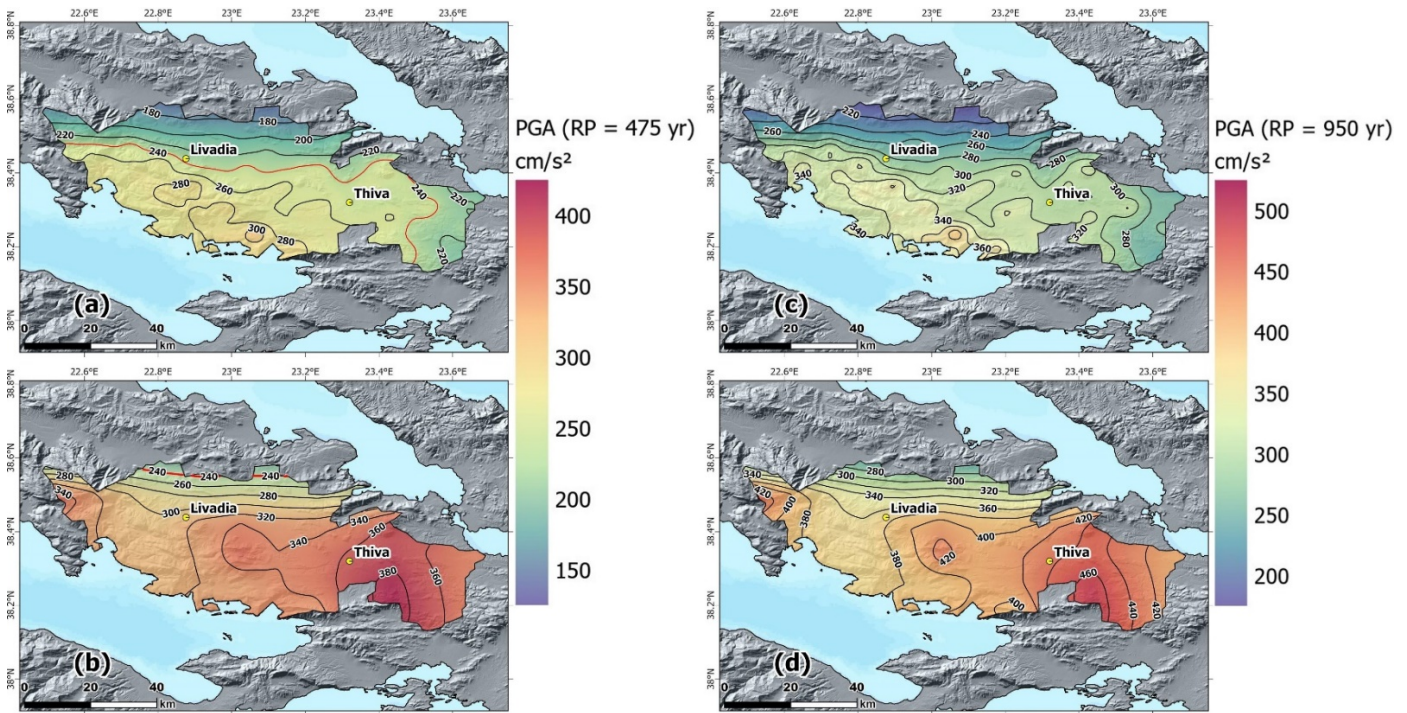 22.6°E 22.8°E 23°E 23.2°E 23.4°E 23.6°E
38.8°N
38.6°N
38.4°N
38.2°N
38°N
180
180
220
200
220
240
Livadia
280
260
240
220
Thiva
300
280
220
(a)
0 20 40
km
PGA (RP = 475 yr)
cm/s²
400
350
300
250
200
150
22.6°E 22.8°E 23°E 23.2°E 23.4°E 23.6°E
38.8°N
38.6°N
38.4°N
38.2°N
38°N
220
260
240
260
Livadia
280
280
340
300
320
Thiva
300
340
340
360
320
280
(c)
0 20 40
km
PGA (RP = 950 yr)
cm/s²
500
450
400
350
300
250
200
22.6°E 22.8°E 23°E 23.2°E 23.4°E 23.6°E
38.8°N
38.6°N
38.4°N
38.2°N
38°N
280
240
240
240
260
340
280
300
Livadia
320
340
340
360
Thiva
380
360
(b)
0 20 40
km
22.6°E 22.8°E 23°E 23.2°E 23.4°E 23.6°E
38.8°N
38.6°N
38.4°N
38.2°N
38°N
340
280
300
300
320
420
400
340
380
Livadia
360
420
400
380
420
Thiva
460
400
440
420
(d)
0 20 40
km